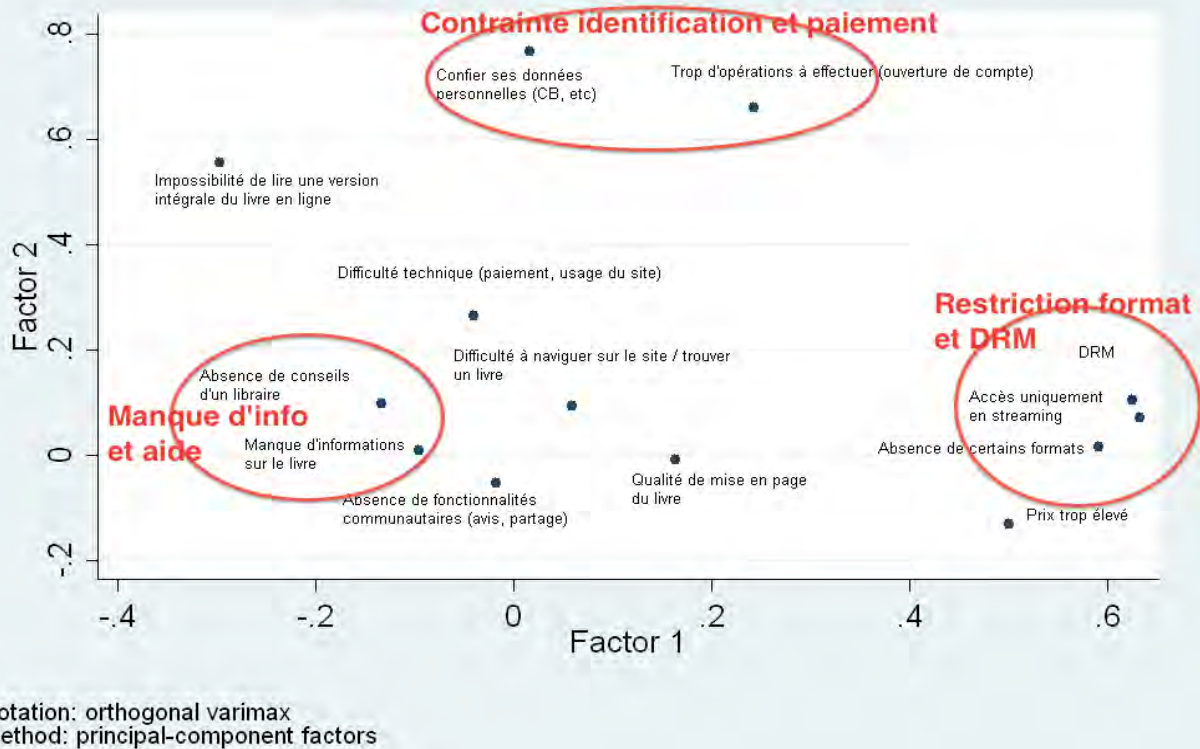 Contrainte identification et paiement
.8
Confier ses données
personnelles (CB, etc)
Trop d'opérations à effectuer (ouverture de compte)
.6
Impossibilité de lire une version
intégrale du livre en ligne
.4
Factor 2
Difficulté technique (paiement, usage du site)
Restriction format
et DRM
DRM
.2
Difficulté à naviguer sur le site / trouver
un livre
Absence de conseils
d'un libraire
Accès uniquement
en streaming
Manque d'info
et aide
Manque d'informations
sur le livre
Absence de certains formats
0
Qualité de mise en page
du livre
Absence de fonctionnalités
communautaires (avis, partage)
Prix trop élevé
-.2
-.4 -.2 0 .2 .4 .6
Factor 1
otation: orthogonal varimax
ethod: principal-component factors